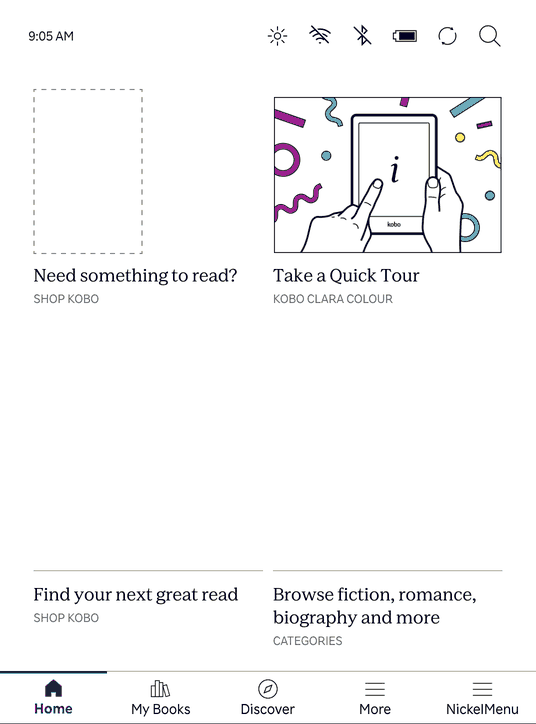 9:05 AM
i
kobo
Need something to read?
SHOP KOBO
Take a Quick Tour
KOBO CLARA COLOUR
Find your next great read
SHOP KOBO
Browse fiction, romance,
biography and more
CATEGORIES
Home
My Books
Discover
More
NickelMenu